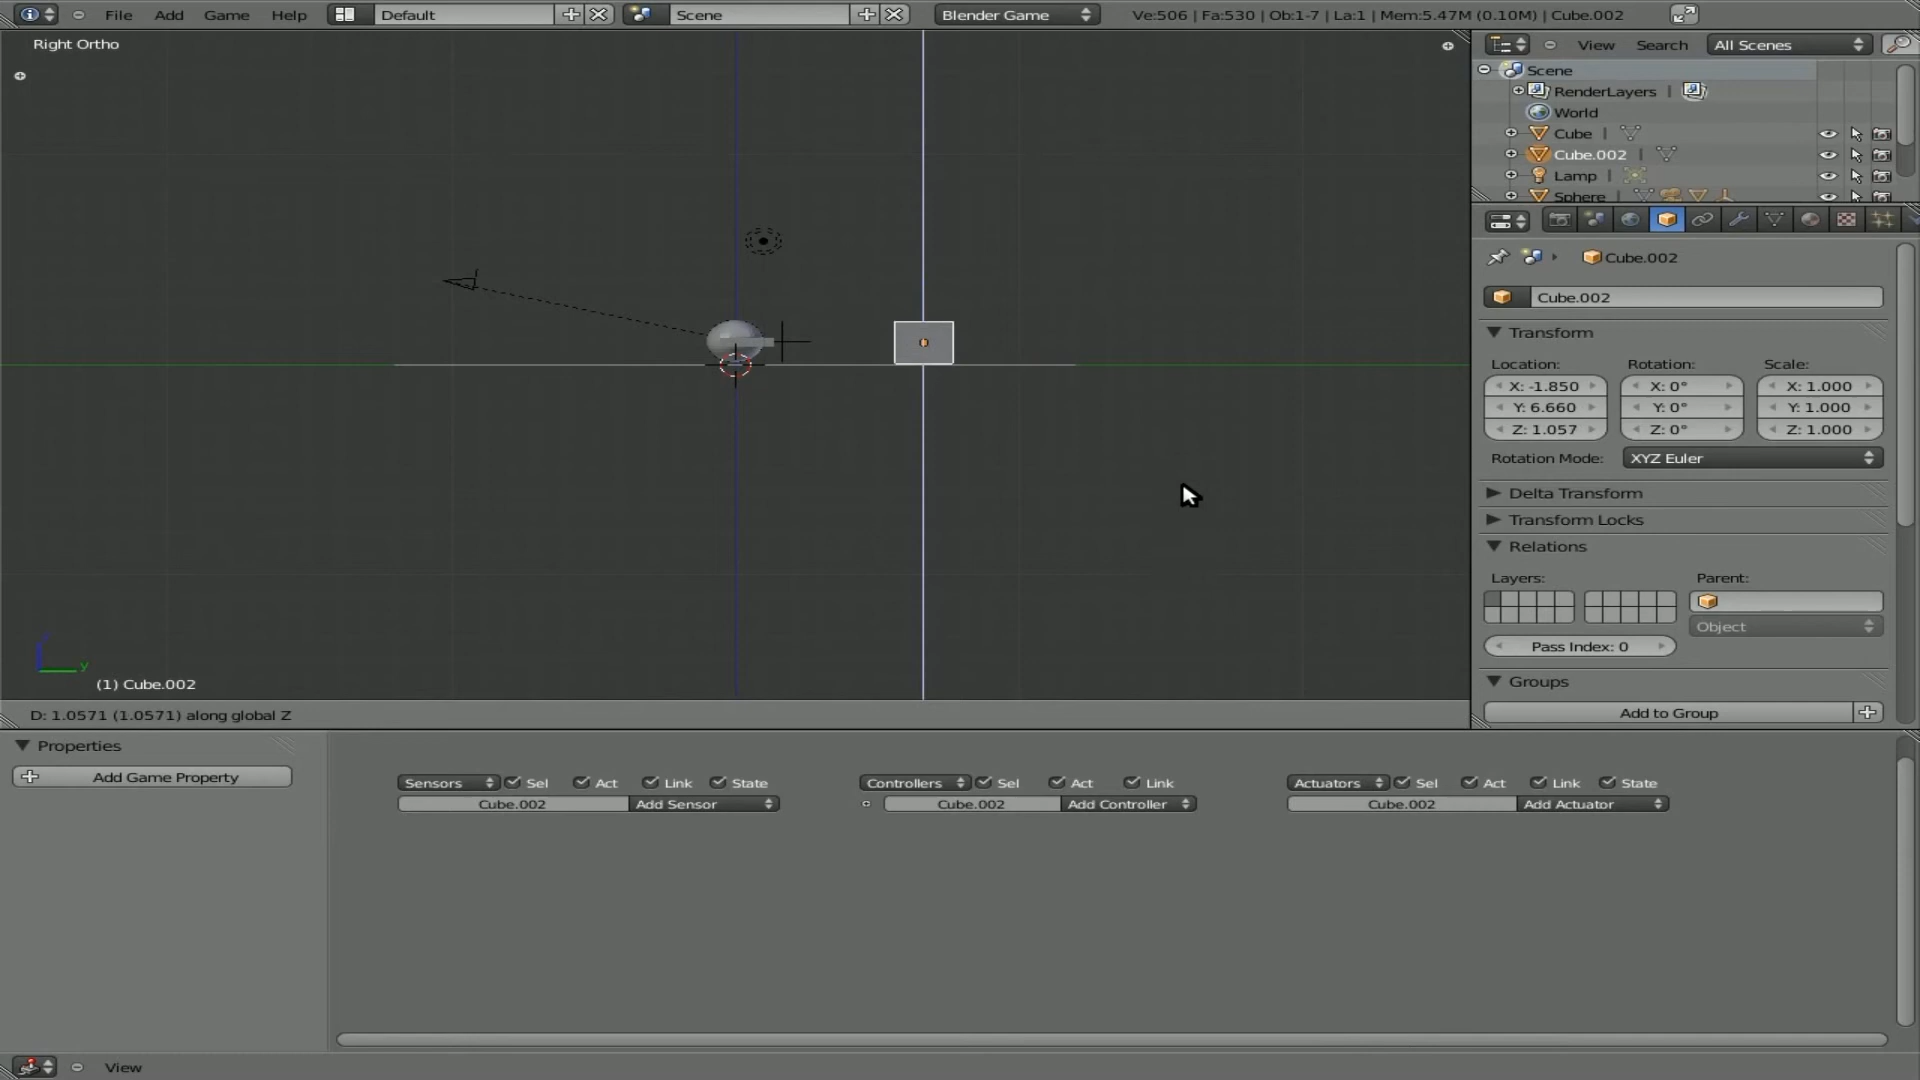 File Add Game Help Default Scene Blender Game Ve:506 | Fa:530 | Ob:1-7 | La:1 | Mem:5.47M (0.10M) | Cube.002
Right Ortho
View Search All Scenes
Scene
RenderLayers |
World
Cube |
Cube.002 |
Lamp |
Sphere |
Cube.002
Cube.002
Transform
Location: Rotation: Scale:
X: -1.850 X: 0° X: 1.000
Y: 6.660 Y: 0° Y: 1.000
Z: 1.057 Z: 0° Z: 1.000
Rotation Mode: XYZ Euler
Delta Transform
Transform Locks
Relations
Layers: Parent:
Object
Pass Index: 0
Groups
Add to Group
y
(1) Cube.002
D: 1.0571 (1.0571) along global Z
Properties
Add Game Property
Sensors Sel Act Link State Controllers Sel Act Link Actuators Sel Act Link State
Cube.002 Add Sensor Cube.002 Add Controller Cube.002 Add Actuator
View